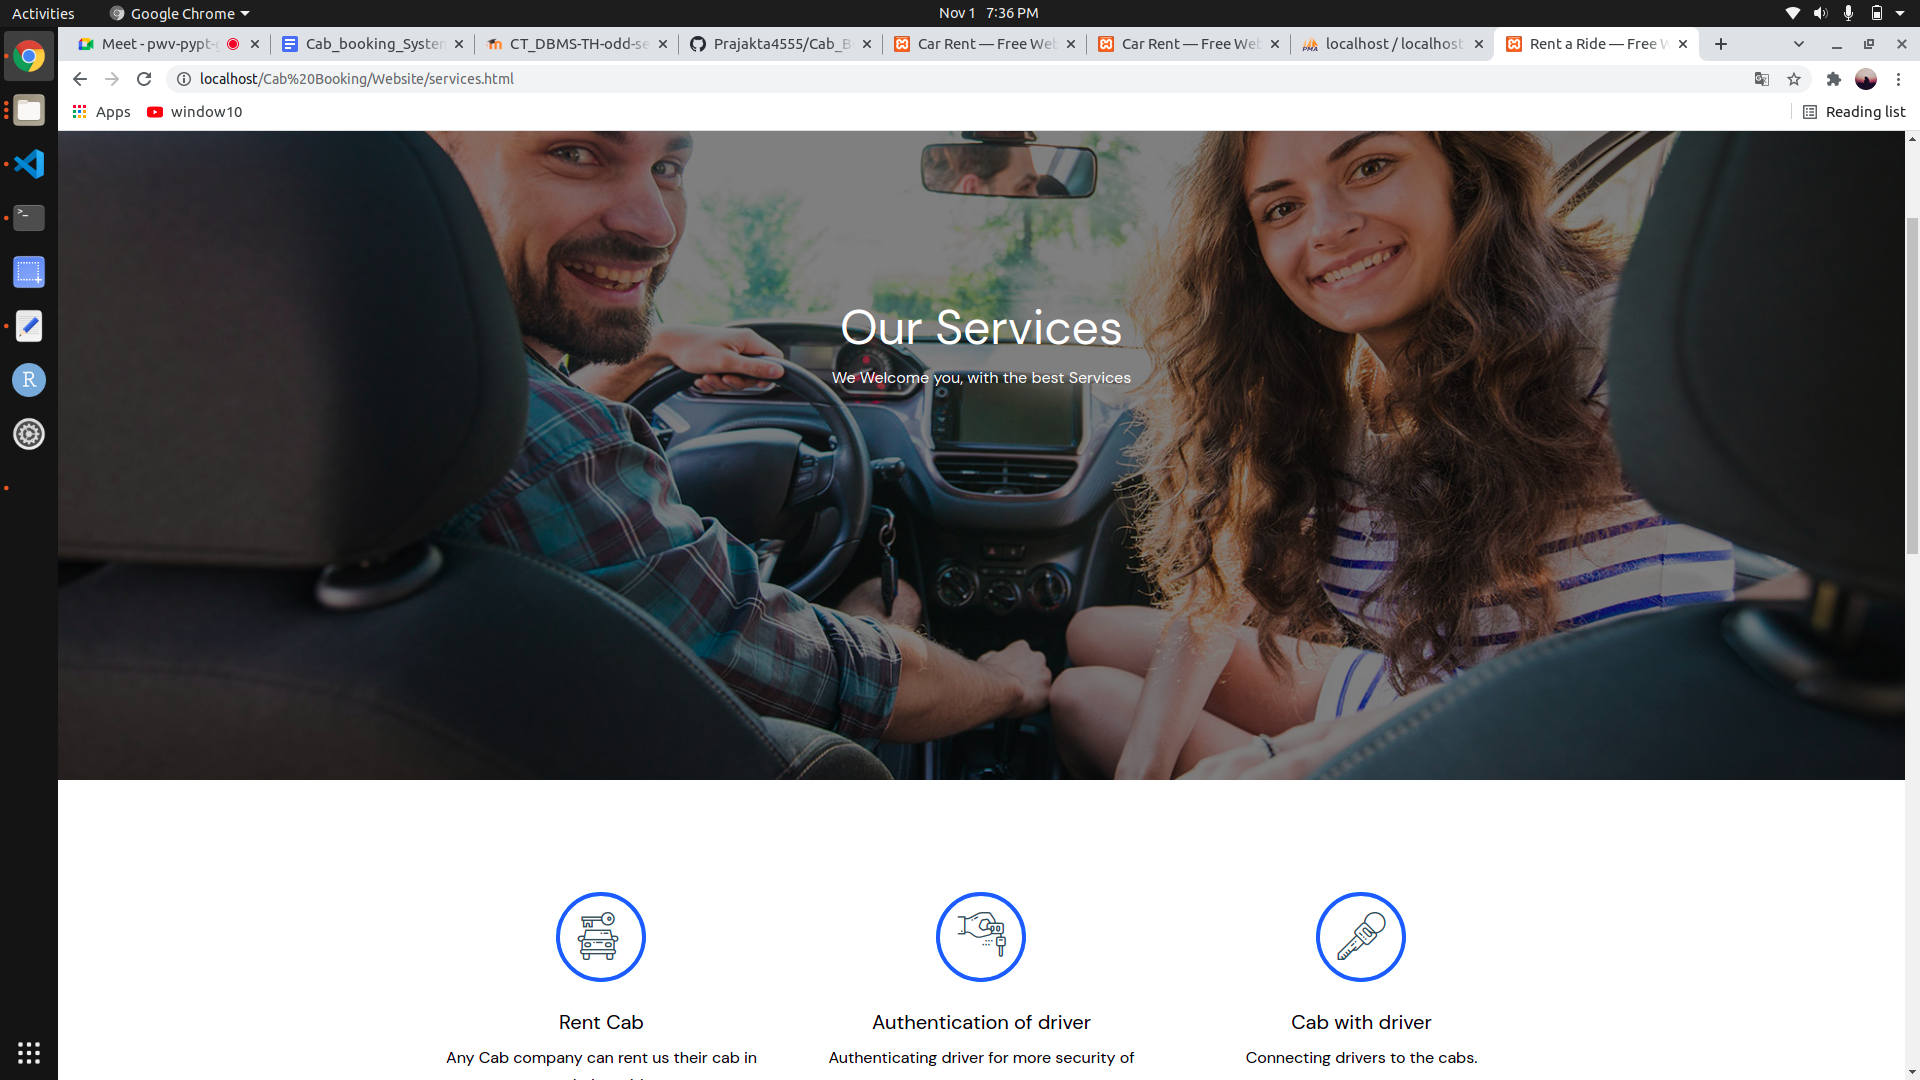 Activities
Google Chrome
Nov 1 7:36 PM
Meet - pwv-pypt-
Cab_booking_System
CT_DBMS-TH-odd-se
Prajakta4555/Cab_B
Car Rent — Free Web
Car Rent — Free Web
localhost / localhost
Rent a Ride — Free W
localhost/Cab%20Booking/Website/services.html
Apps
window10
Reading list
Our Services
We Welcome you, with the best Services
Rent Cab
Authentication of driver
Cab with driver
Any Cab company can rent us their cab in
Authenticating driver for more security of
Connecting drivers to the cabs.